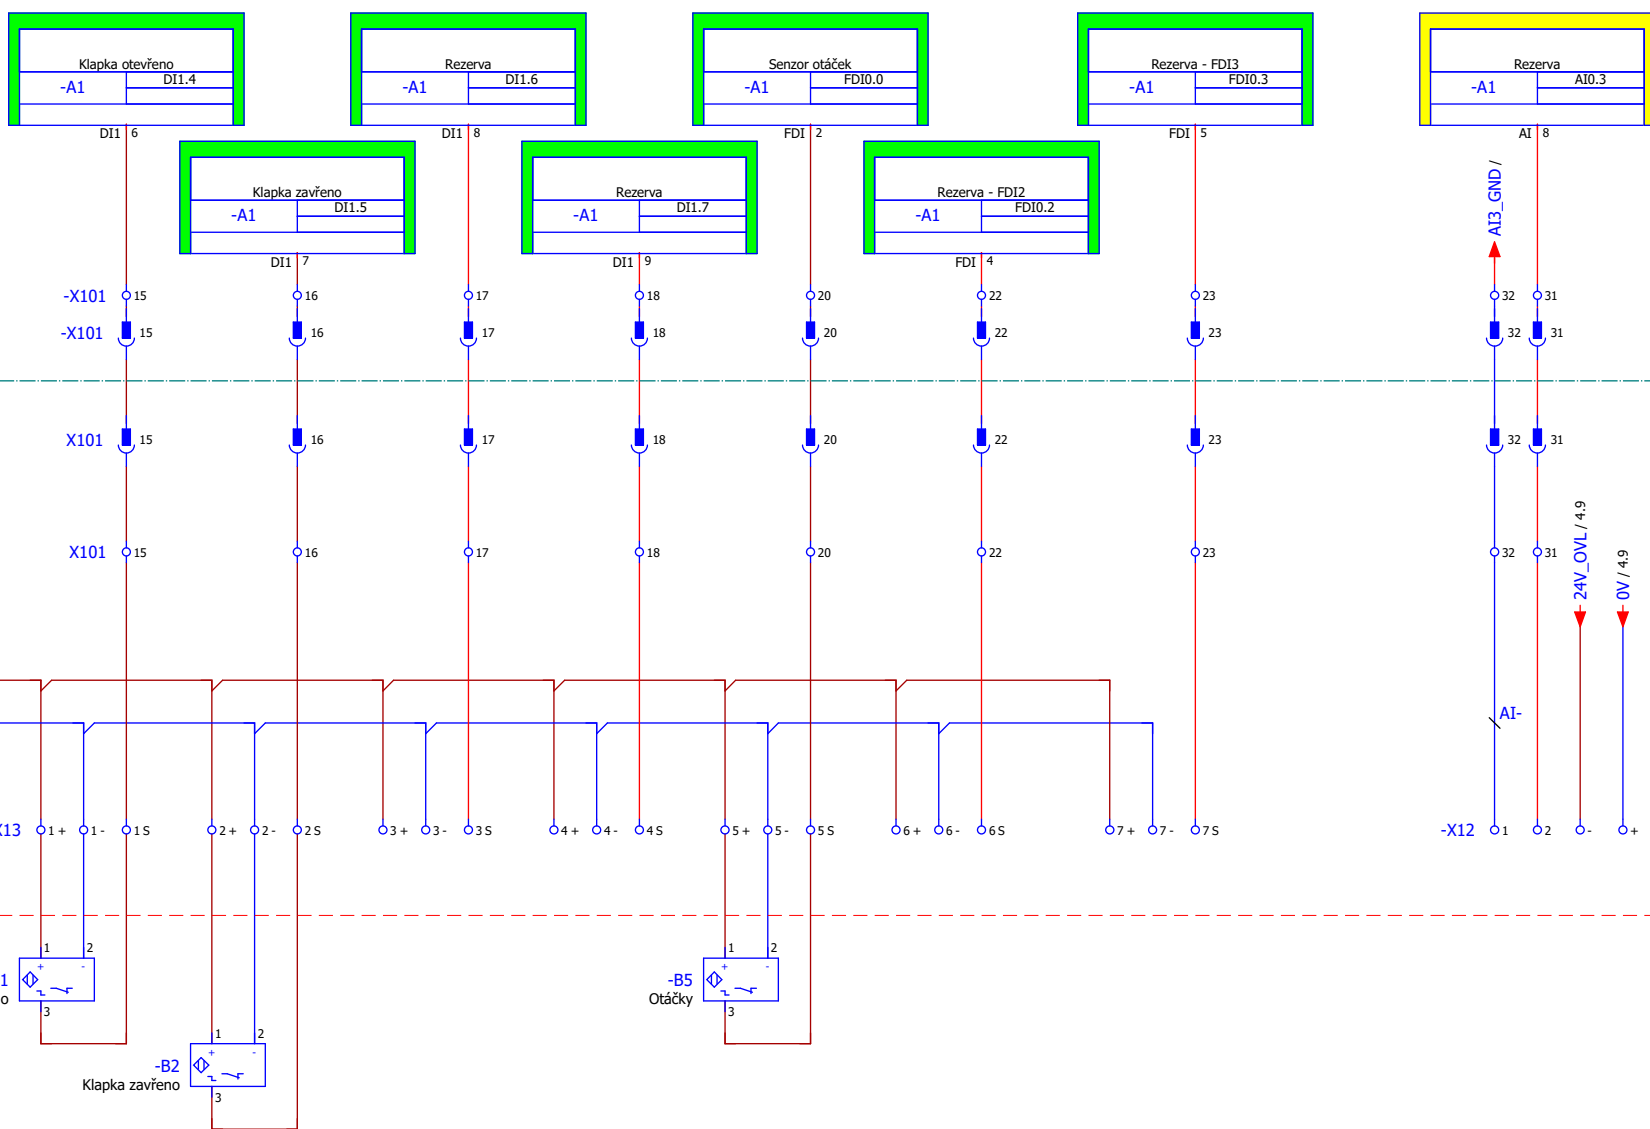 Klapka otevřeno
-A1
DI1.4
DI1 6
Rezerva
-A1
DI1.6
DI1 8
Senzor otáček
-A1
FDI0.0
FDI 2
Rezerva - FDI3
-A1
FDI0.3
FDI 5
Rezerva
-A1
AI0.3
AI 8
Klapka zavřeno
-A1
DI1.5
DI1 7
Rezerva
-A1
DI1.7
DI1 9
Rezerva - FDI2
-A1
FDI0.2
FDI 4
AI3_GND /
-X101 15 16 17 18 20 22 23 32 31
-X101 15 16 17 18 20 22 23 32 31
X101 15 16 17 18 20 22 23 32 31
X101 15 16 17 18 20 22 23 32 31
24V_OVL / 4.9
0V / 4.9
AI-
X13 1 + 1 - 1 S 2 + 2 - 2 S 3 + 3 - 3 S 4 + 4 - 4 S 5 + 5 - 5 S 6 + 6 - 6 S 7 + 7 - 7 S
-X12 1 2 - +
1 2
+ -
1
o
3
1 2
+ -
-B5
Otáčky
3
1 2
+ -
-B2
Klapka zavřeno
3